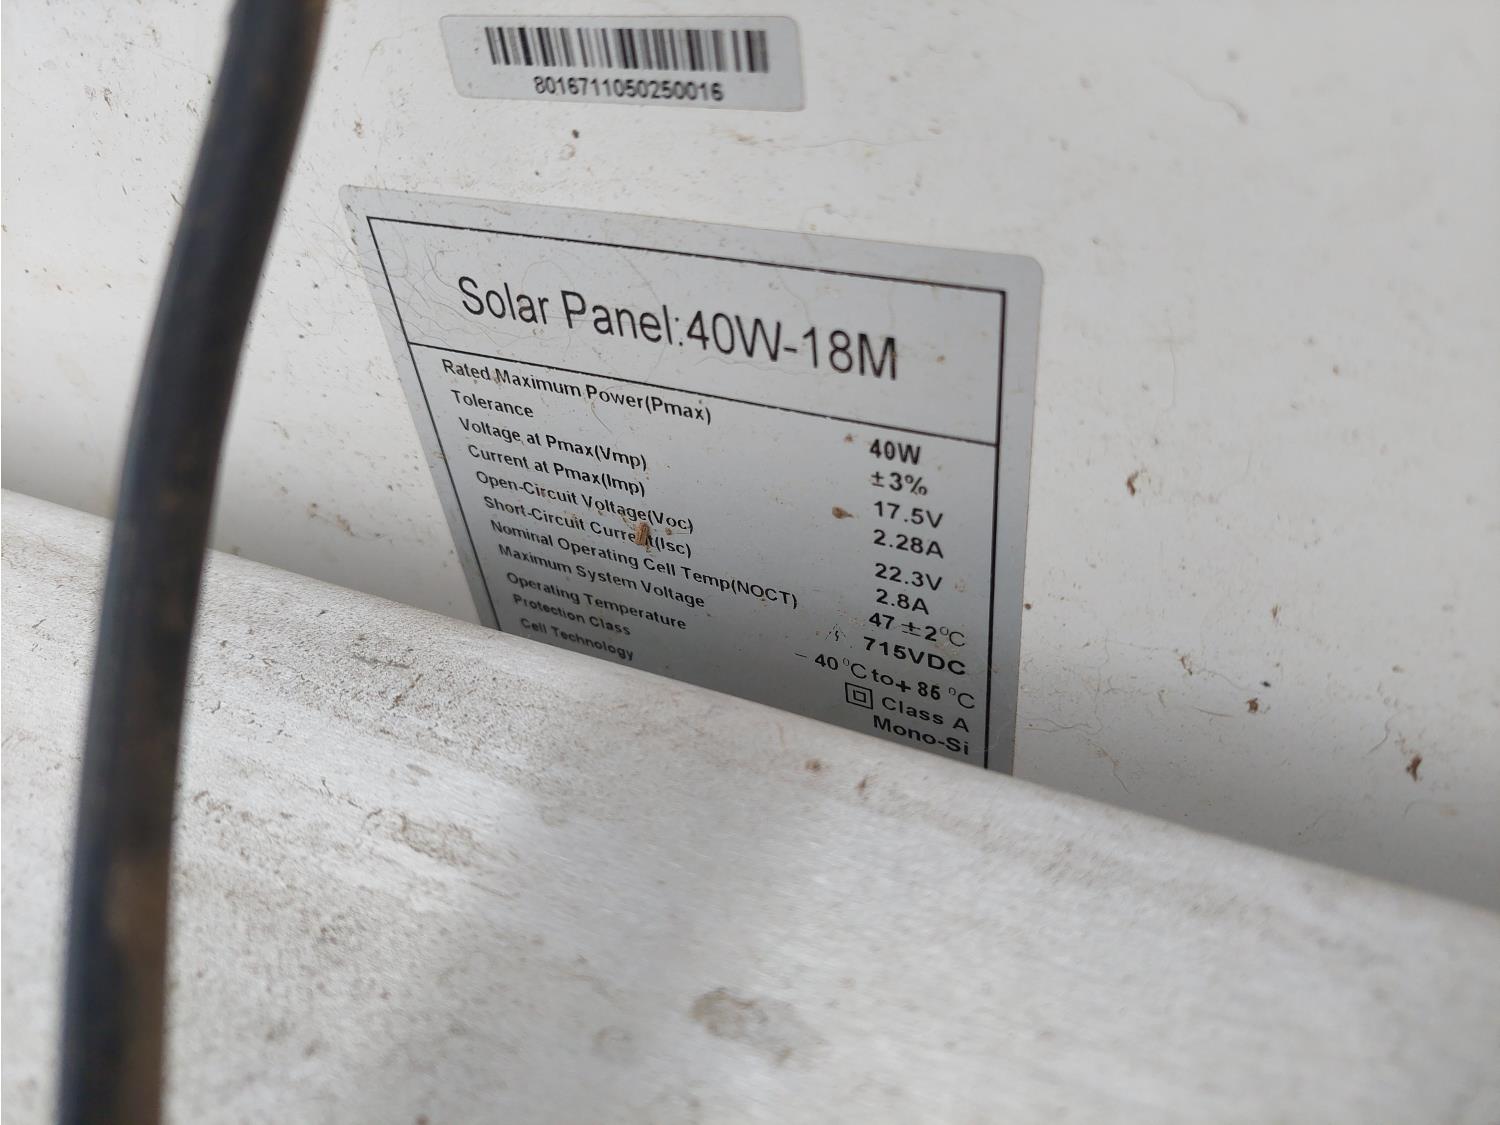 8016711050250016
Solar Panel:40W-18M
Rated Maximum Power(Pmax) 40W
Tolerance ±3%
Voltage at Pmax(Vmp) 17.5V
Current at Pmax(Imp) 2.28A
Open-Circuit Voltage(Voc) 22.3V
Short-Circuit Current(Isc) 2.8A
Nominal Operating Cell Temp(NOCT) 47 ±2°C
Maximum System Voltage 715VDC
Operating Temperature -40°C to+ 85 °C
Protection Class Class A
Cell Technology Mono-Si